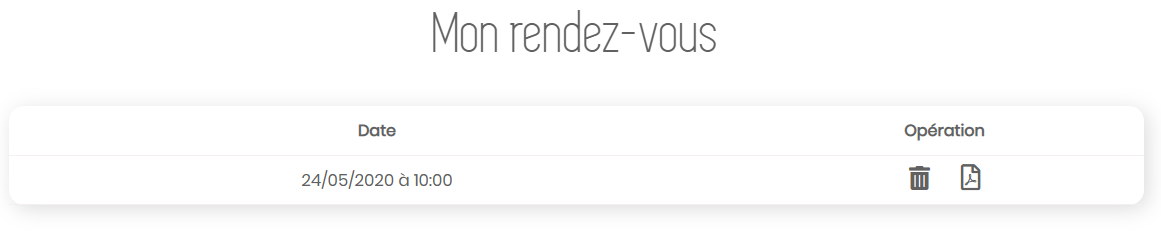 Mon rendez-vous
Date Opération
24/05/2020 à 10:00